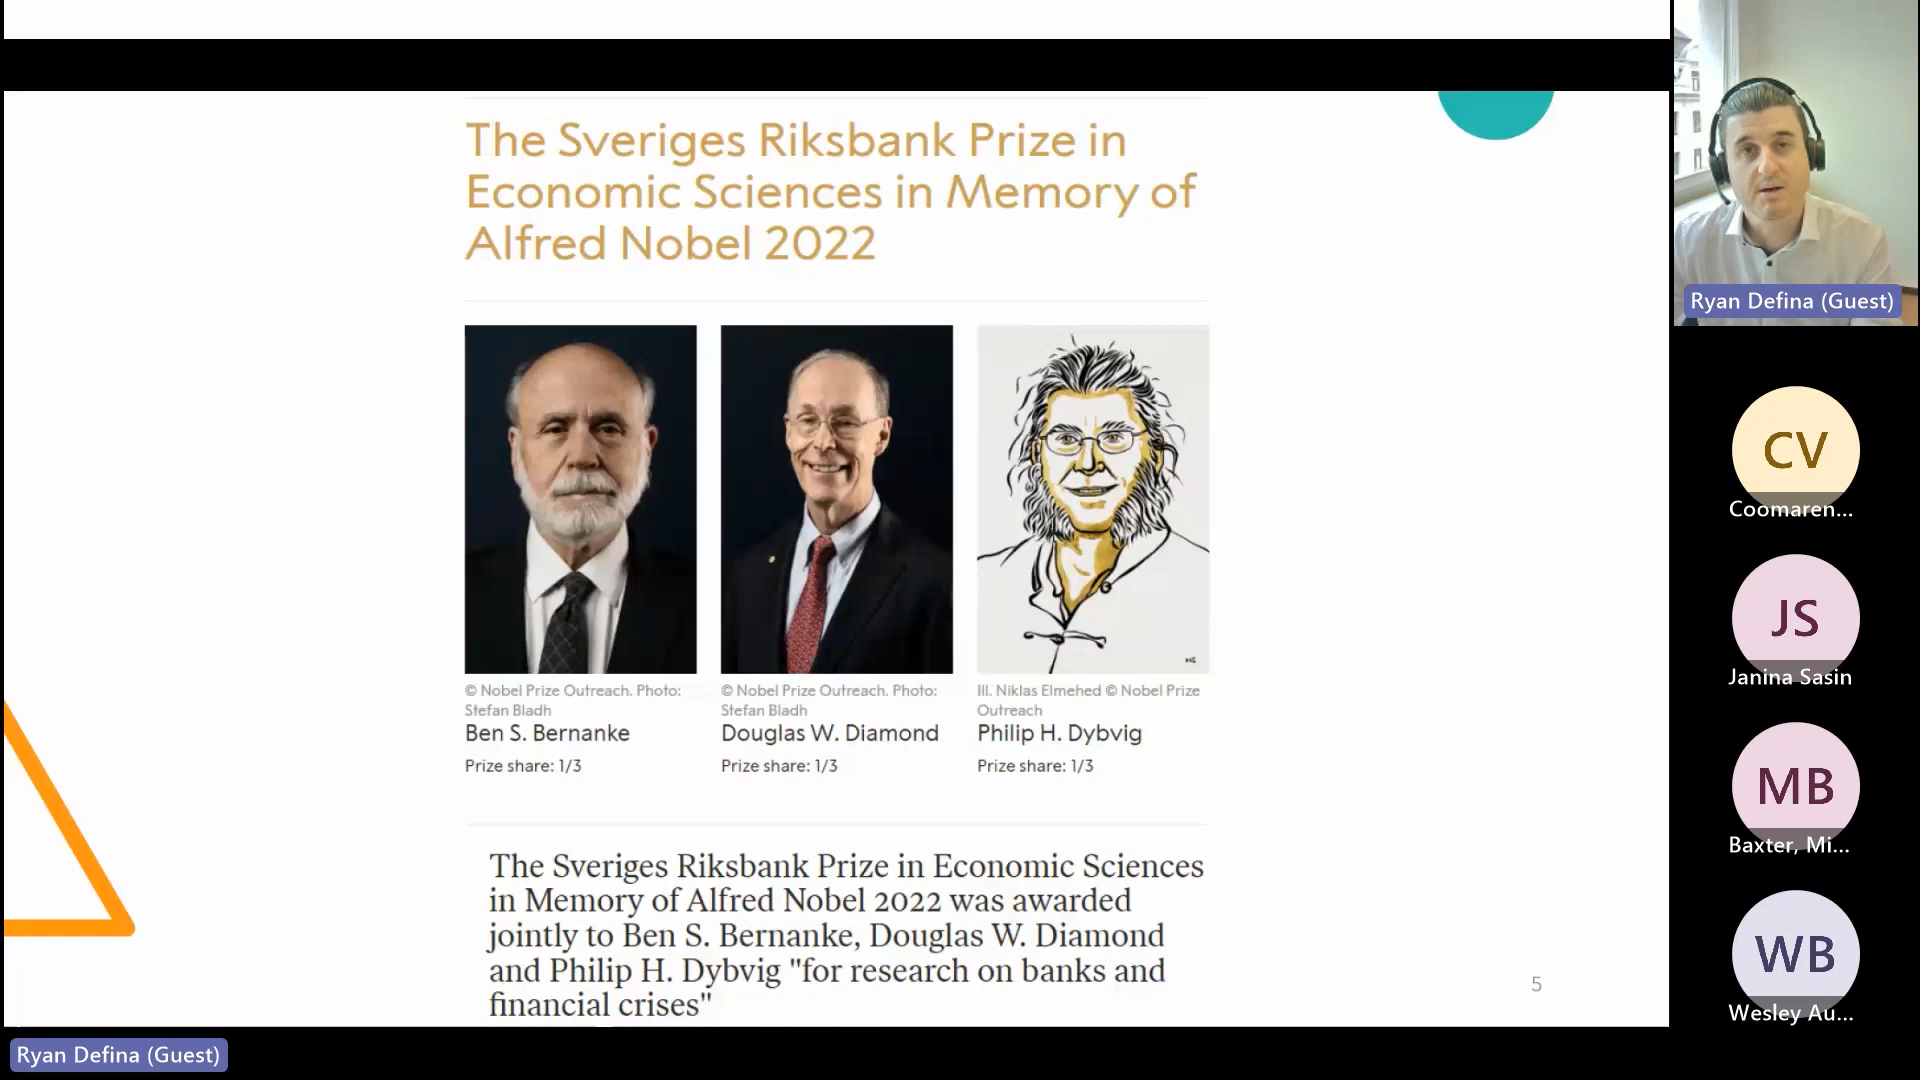 The Sveriges Riksbank Prize in
Economic Sciences in Memory of
Alfred Nobel 2022
© Nobel Prize Outreach. Photo:
Stefan Bladh
Ben S. Bernanke
Prize share: 1/3
© Nobel Prize Outreach. Photo:
Stefan Bladh
Douglas W. Diamond
Prize share: 1/3
Ill. Niklas Elmehed © Nobel Prize
Outreach
Philip H. Dybvig
Prize share: 1/3
The Sveriges Riksbank Prize in Economic Sciences
in Memory of Alfred Nobel 2022 was awarded
jointly to Ben S. Bernanke, Douglas W. Diamond
and Philip H. Dybvig "for research on banks and
financial crises"
5
Ryan Defina (Guest)
CV
Coomaren...
JS
Janina Sasin
MB
Baxter, Mi...
WB
Wesley Au...
Ryan Defina (Guest)